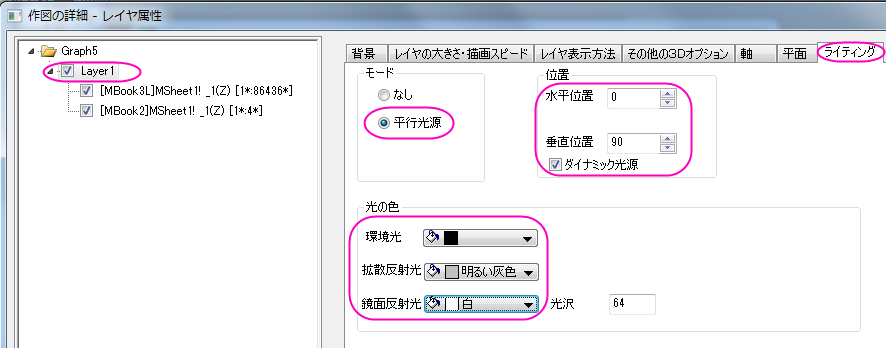 作図の詳細 - レイヤ属性
Graph5
Layer1
[MBook3L]MSheet1! _1(Z) [1*:86436*]
[MBook2]MSheet1! _1(Z) [1*:4*]
背景 レイヤの大きさ・描画スピード レイヤ表示方法 その他の3Dオプション 軸 平面 ライティング
モード
なし
平行光源
位置
水平位置 0
垂直位置 90
ダイナミック光源
光の色
環境光
拡散反射光 明るい灰色
鏡面反射光 白 光沢 64